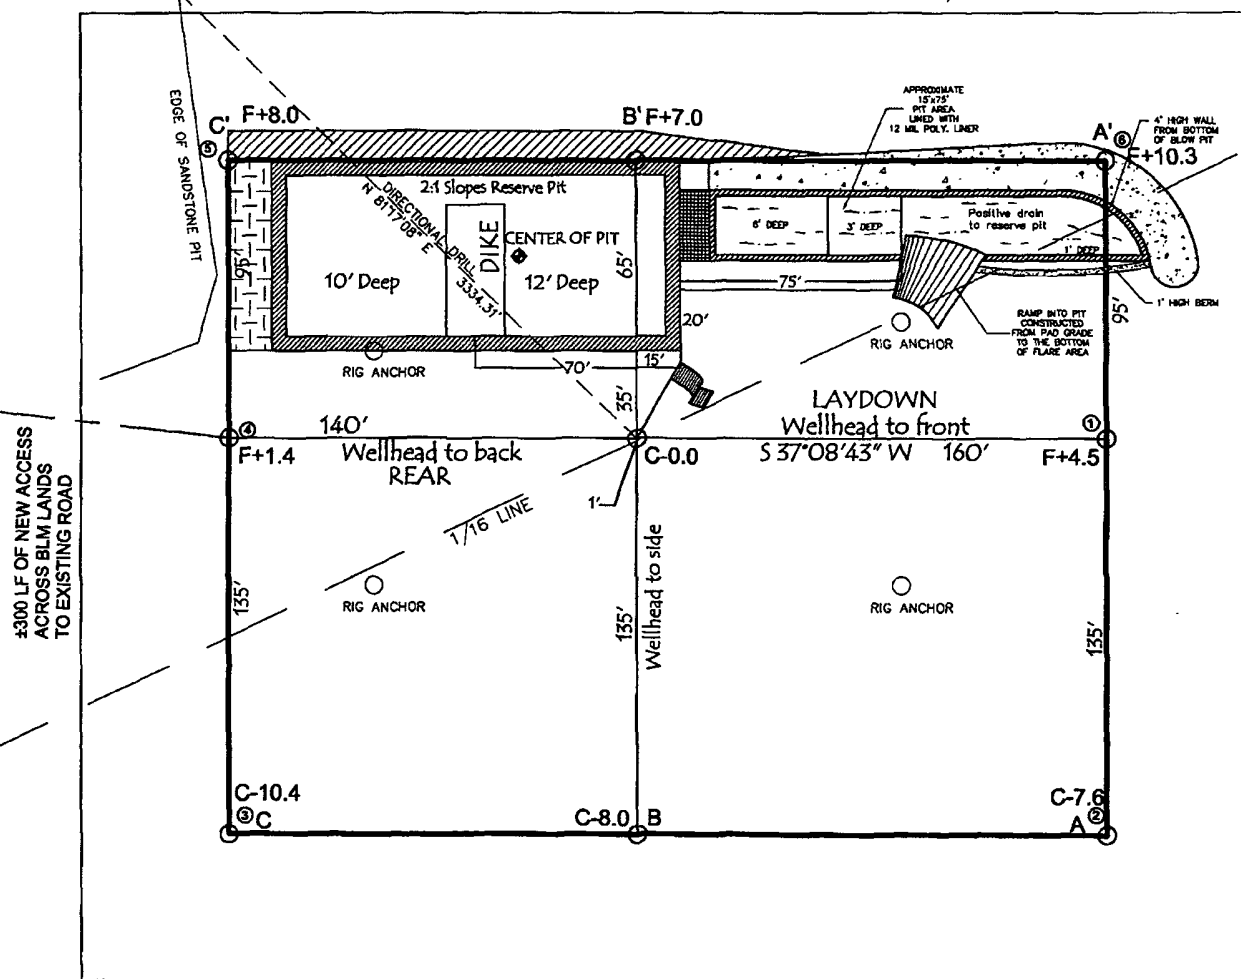 APPROXIMATE
15'x75'
PIT AREA
LINED WITH
12 MIL POLY. LINER
4' HIGH WALL
FROM BOTTOM
OF BLOW PIT
C'
F+8.0
B' F+7.0
A' ⑥
F+10.3
⑤
EDGE OF SANDSTONE PIT
2:1 Slopes Reserve Pit
DIRECTIONAL DRILL
N 81°17'08" E
3334.31'
DIKE
CENTER OF PIT
10' Deep
12' Deep
95'
65'
6' DEEP
3' DEEP
Positive drain
to reserve pit
1' DEEP
75'
1' HIGH BERM
95'
RAMP INTO PIT
CONSTRUCTED
FROM PAD GRADE
TO THE BOTTOM
OF FLARE AREA
20'
15'
70'
35'
RIG ANCHOR
RIG ANCHOR
LAYDOWN
Wellhead to front
S 37°08'43" W 160'
140'
Wellhead to back
REAR
④
F+1.4
C-0.0
①
F+4.5
1'
1/16 LINE
±300 LF OF NEW ACCESS
ACROSS BLM LANDS
TO EXISTING ROAD
135'
135'
Wellhead to side
135'
RIG ANCHOR
RIG ANCHOR
C-10.4
③ C
C-8.0 B
C-7.6
A ②